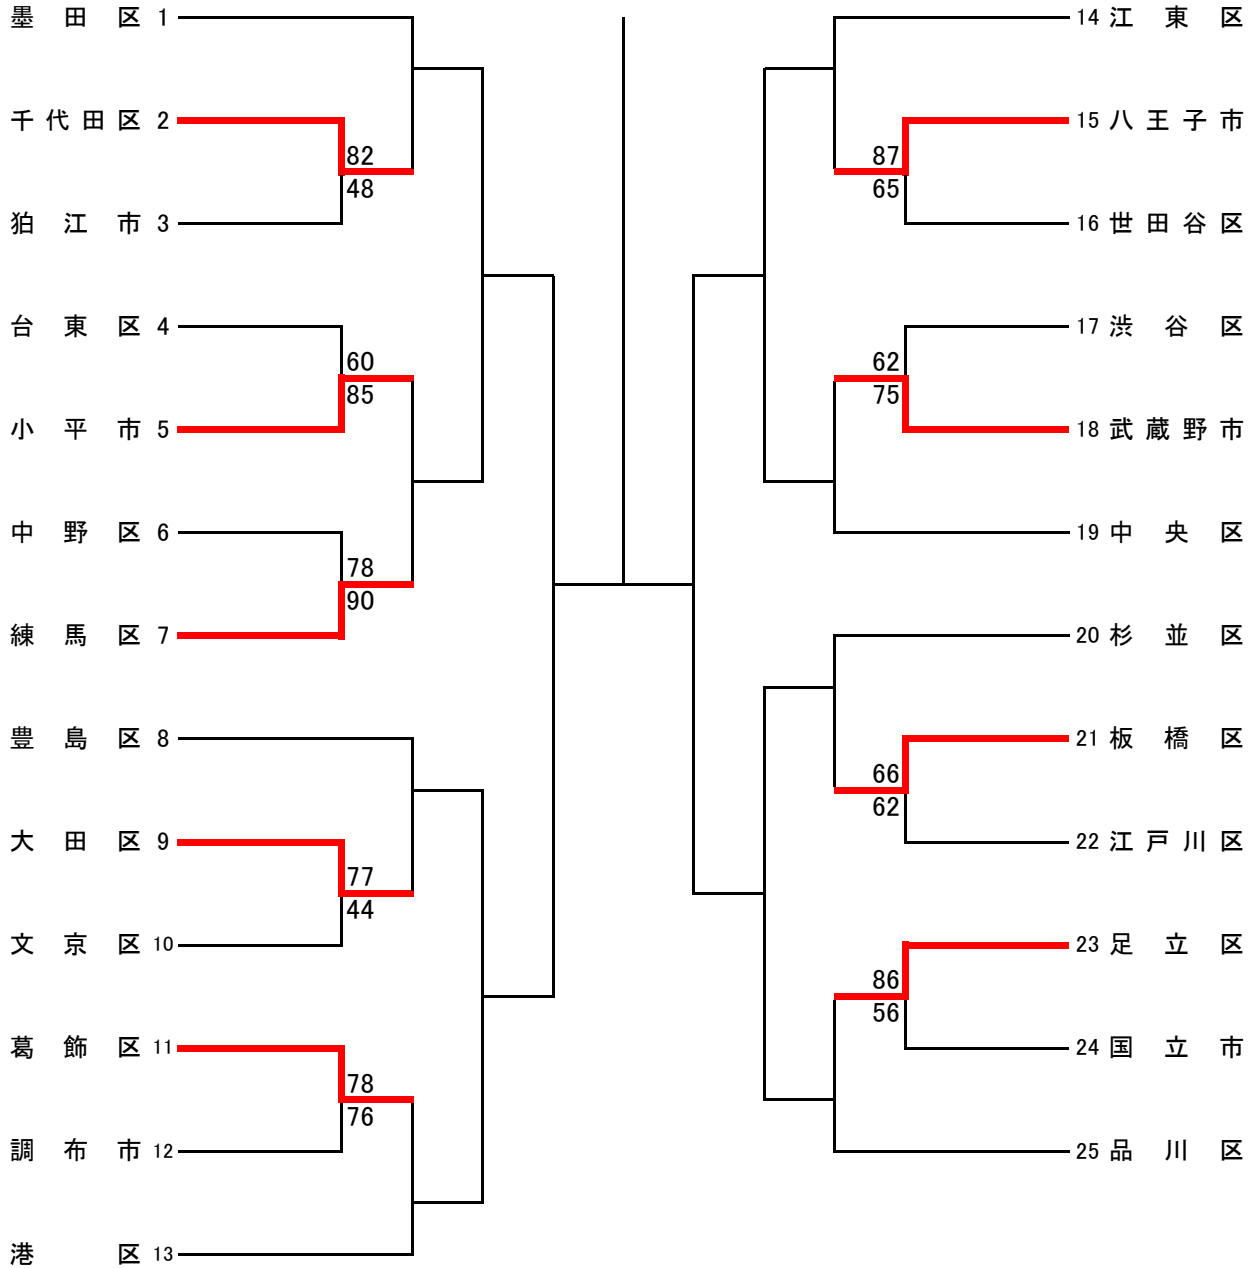 墨田区 1
千代田区 2
82
48
狛江市 3
台東区 4
60
85
小平市 5
中野区 6
78
90
練馬区 7
豊島区 8
大田区 9
77
44
文京区 10
葛飾区 11
78
76
調布市 12
港区 13
14 江東区
15 八王子市
87
65
16 世田谷区
17 渋谷区
62
75
18 武蔵野市
19 中央区
20 杉並区
21 板橋区
66
62
22 江戸川区
23 足立区
86
56
24 国立市
25 品川区